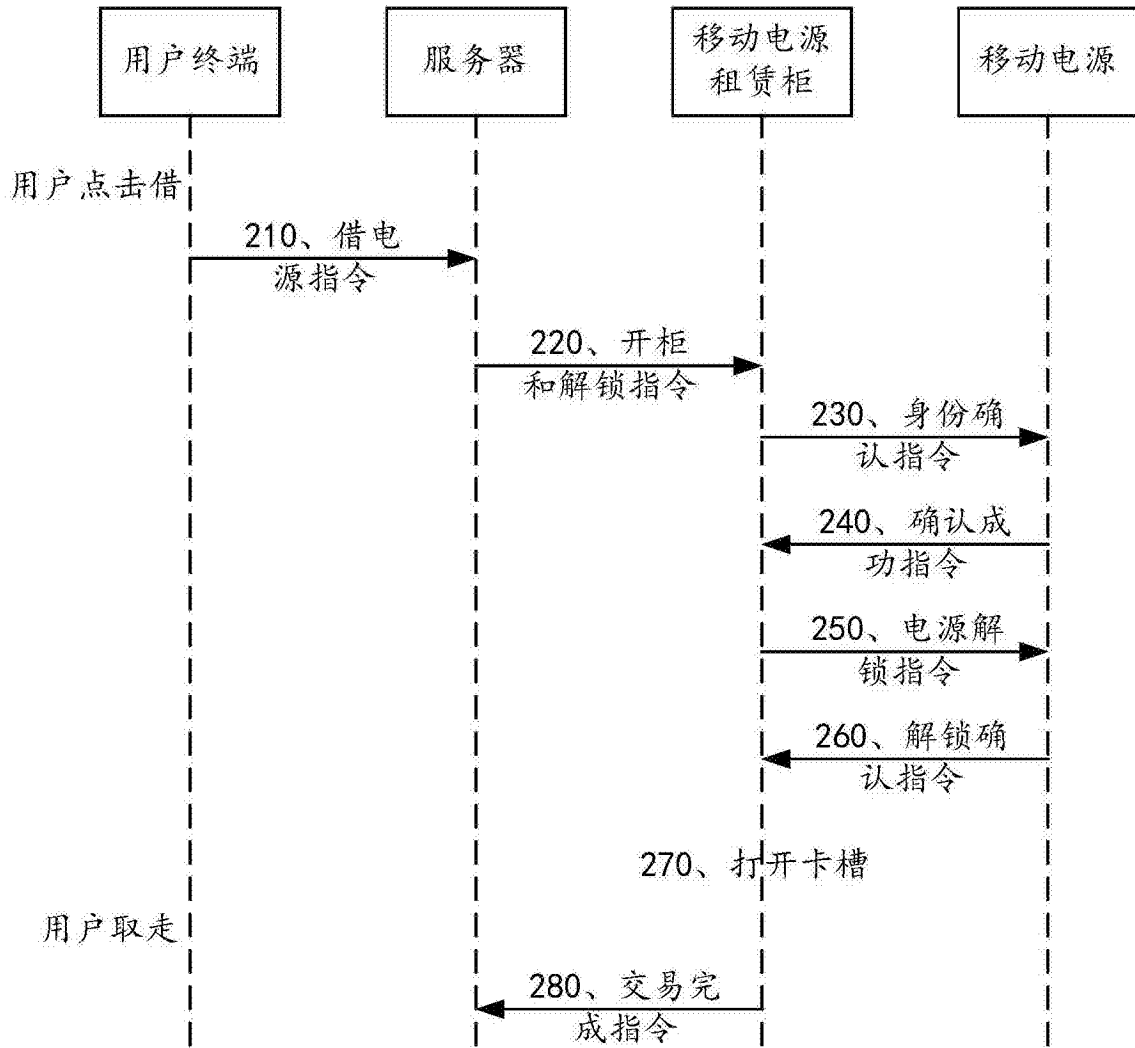 用户终端
服务器
移动电源
租赁柜
移动电源
用户点击借
210、借电
源指令
220、开柜
和解锁指令
230、身份确
认指令
240、确认成
功指令
250、电源解
锁指令
260、解锁确
认指令
270、打开卡槽
用户取走
280、交易完
成指令